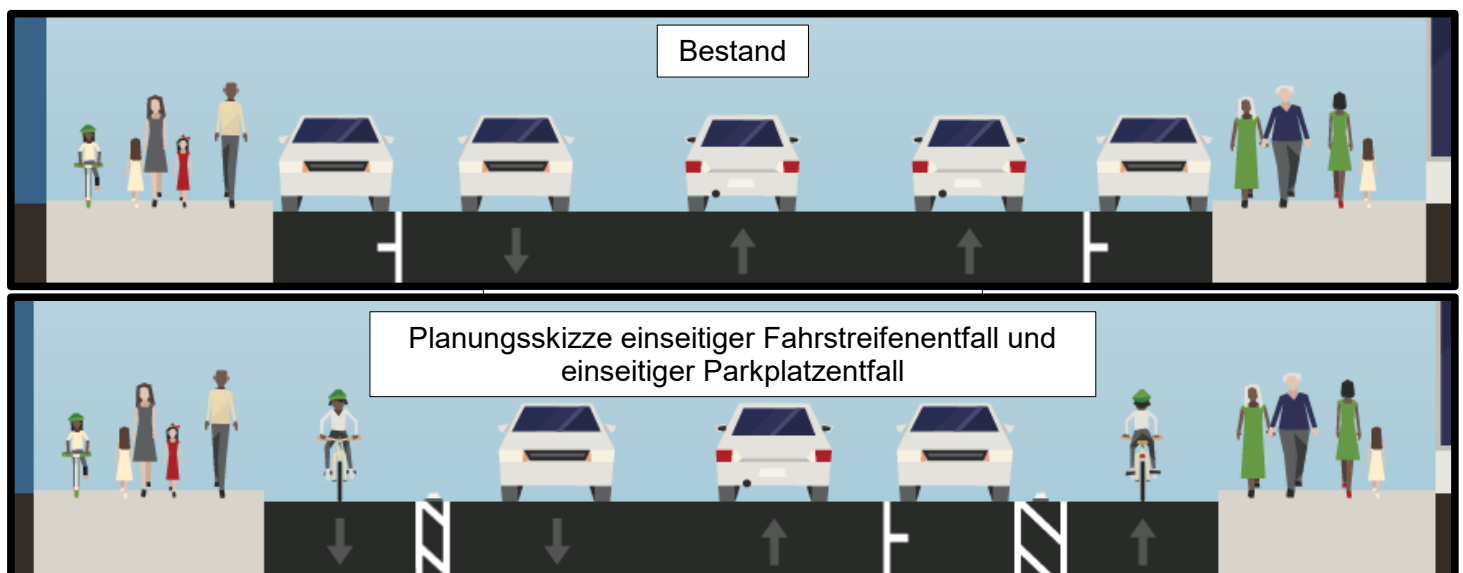 Bestand
Planungsskizze einseitiger Fahrstreifenentfall und
einseitiger Parkplatzentfall